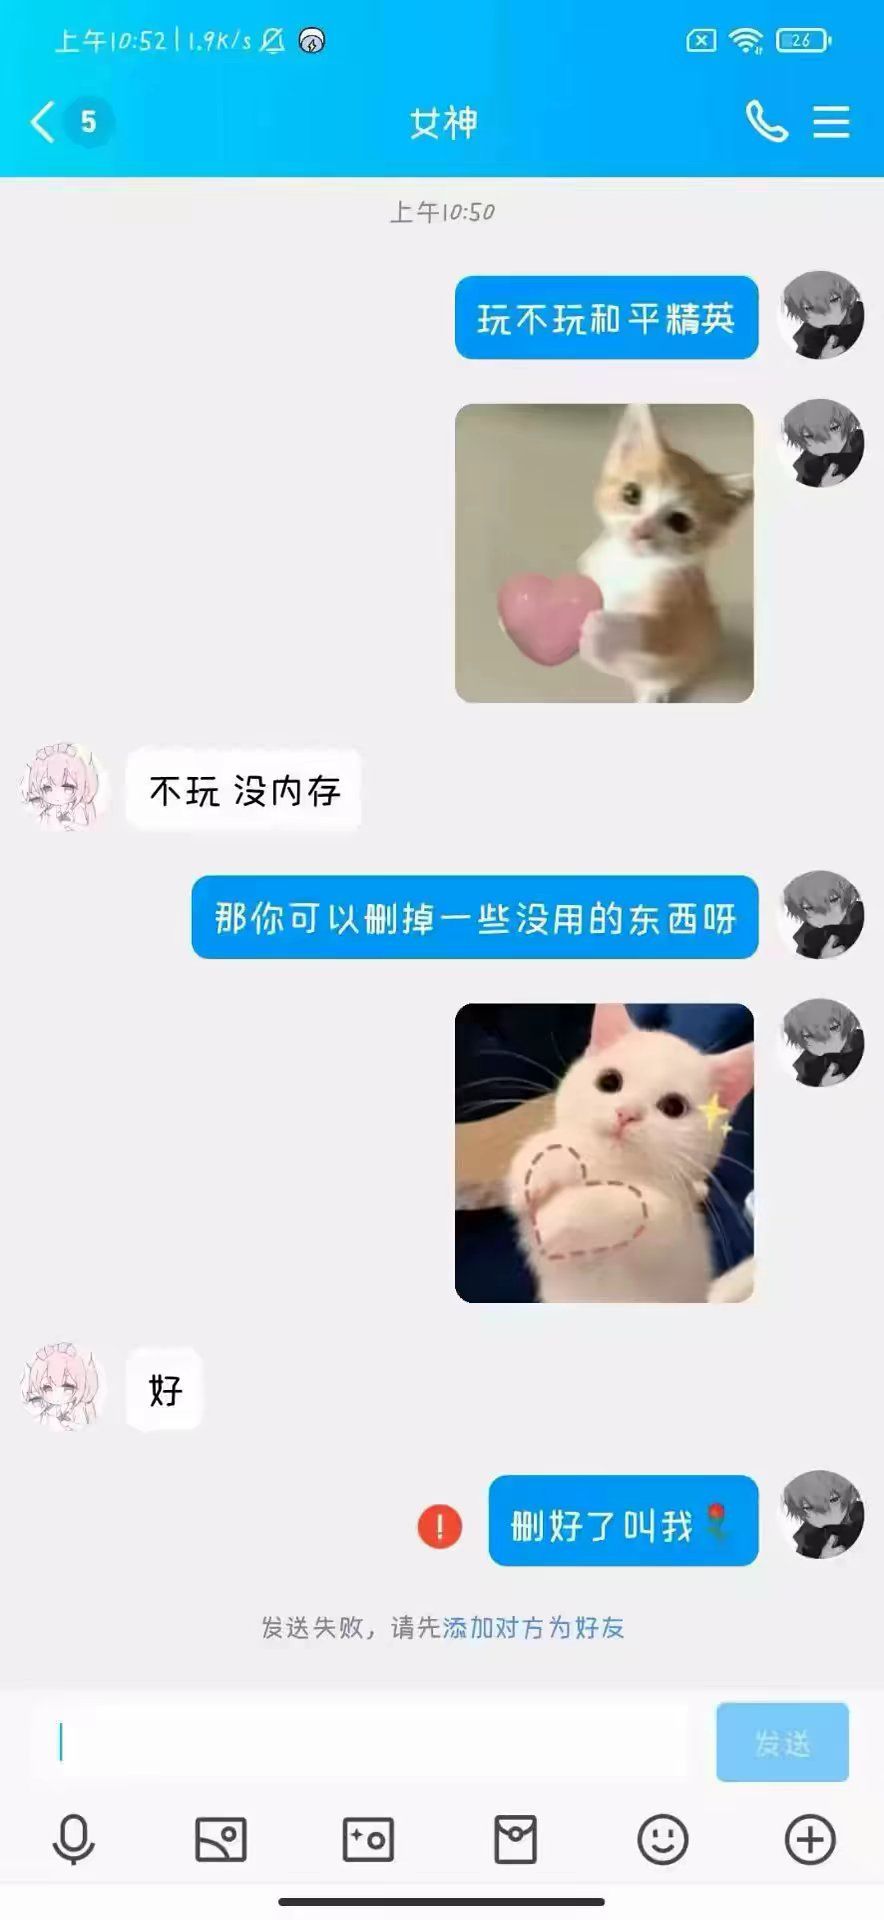 上午10:52 | 1.9K/s
26
5
女神
上午10:50
玩不玩和平精英
不玩 没内存
那你可以删掉一些没用的东西呀
好
删好了叫我🌹
发送失败，请先添加对方为好友
发送